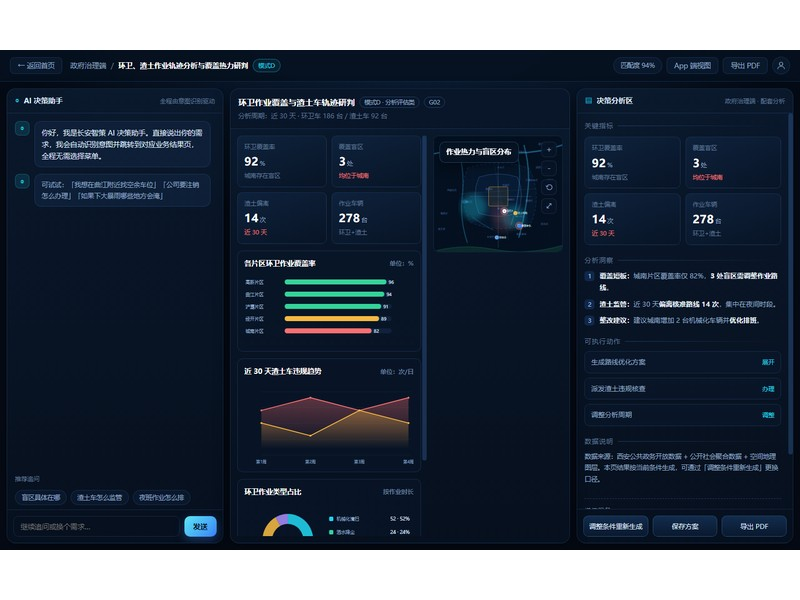 ← 返回首页
政府治理端 / 环卫、渣土作业轨迹分析与覆盖热力研判 模式D
匹配度 94%
App 端视图
导出 PDF
AI 决策助手
全程由意图识别驱动
你好，我是长安智策 AI 决策助手。直接说出你的需
求，我会自动识别意图并跳转到对应业务结果页，
全程无需选择菜单。
可试试：「我想在曲江附近找空余车位」「公司要注销
怎么办理」「如果下大暴雨哪些地方会淹」
推荐追问
盲区具体在哪
渣土车怎么监管
夜班作业怎么排
继续追问或换个需求...
发送
环卫作业覆盖与渣土车轨迹研判
模式D · 分析评估类
G02
分析周期：近 30 天 · 环卫车 186 台 / 渣土车 92 台
环卫覆盖率
92 %
城南存在盲区
覆盖盲区
3 处
均位于城南
渣土偏离
14 次
近 30 天
作业车辆
278 台
环卫+渣土
各片区环卫作业覆盖率
单位：%
高新片区 96
曲江片区 94
浐灞片区 91
经开片区 89
城南片区 82
近 30 天渣土车违规趋势
单位：次/日
第1周
第2周
第3周
第4周
环卫作业类型占比
按作业时长
机械化清扫 52 · 52%
洒水降尘 24 · 24%
作业热力与盲区分布
决策分析区
政府治理端 · 配套分析
关键指标
环卫覆盖率
92 %
城南存在盲区
覆盖盲区
3 处
均位于城南
渣土偏离
14 次
近 30 天
作业车辆
278 台
环卫+渣土
分析洞察
1 覆盖短板：城南片区覆盖率仅 82%，3 处盲区需调整作业路
线。
2 渣土监管：近 30 天偏离核准路线 14 次，集中在夜间时段。
3 整改建议：建议城南增加 2 台机械化车辆并优化排班。
可执行动作
生成路线优化方案
展开
派发渣土违规核查
办理
调整分析周期
调整
数据说明
数据来源：西安公共政务开放数据 + 公开社会聚合数据 + 空间地理
图层。本页结果按当前条件生成，可通过「调整条件重新生成」更换
口径。
调整条件重新生成
保存方案
导出 PDF